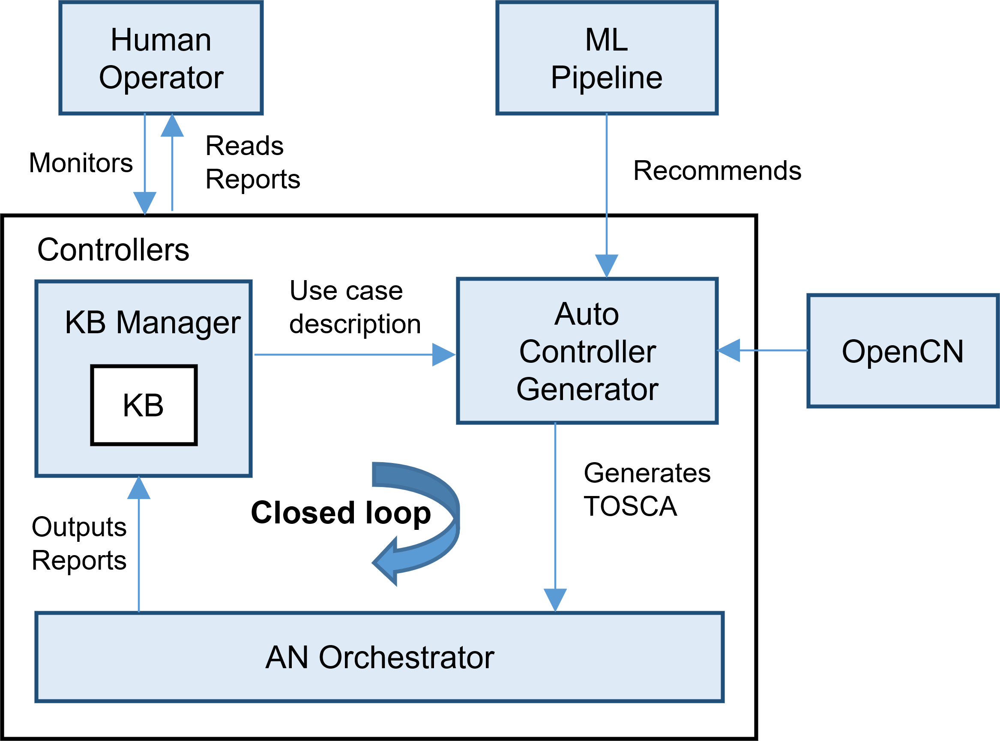 Human
Operator
ML
Pipeline
Monitors
Reads
Reports
Recommends
Controllers
KB Manager
KB
Use case
description
Auto
Controller
Generator
OpenCN
Closed loop
Generates
TOSCA
Outputs
Reports
AN Orchestrator